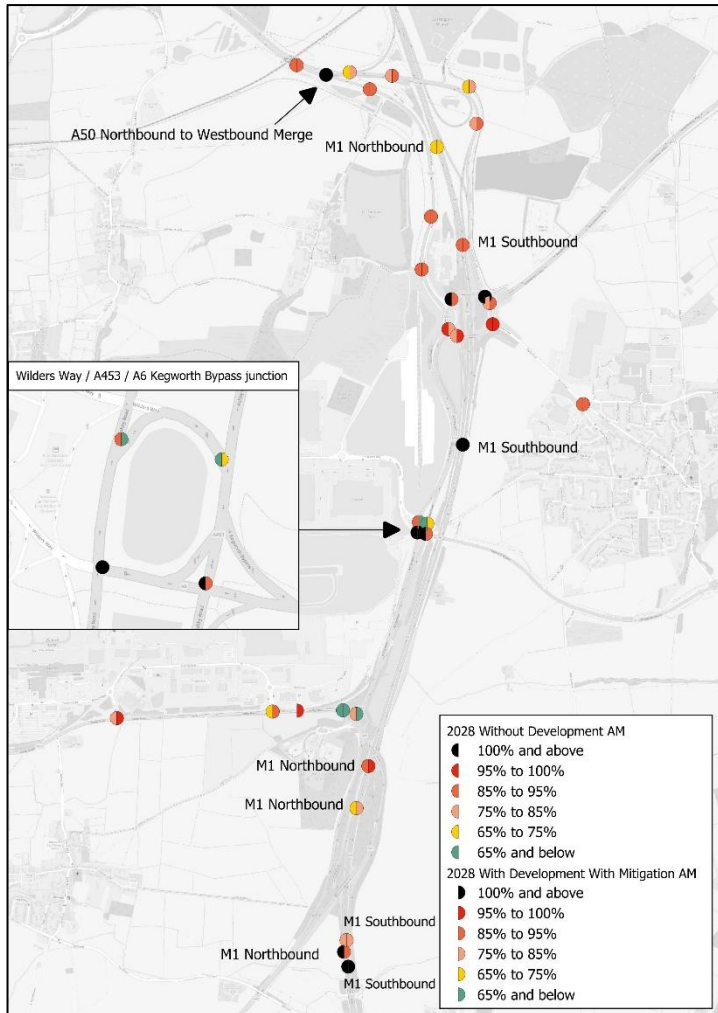 A50 Northbound to Westbound Merge
M1 Northbound
M1 Southbound
Wilders Way / A453 / A6 Kegworth Bypass junction
M1 Southbound
M1 Northbound
M1 Northbound
M1 Southbound
M1 Northbound
M1 Southbound
2028 Without Development AM
100% and above
95% to 100%
85% to 95%
75% to 85%
65% to 75%
65% and below
2028 With Development With Mitigation AM
100% and above
95% to 100%
85% to 95%
75% to 85%
65% to 75%
65% and below